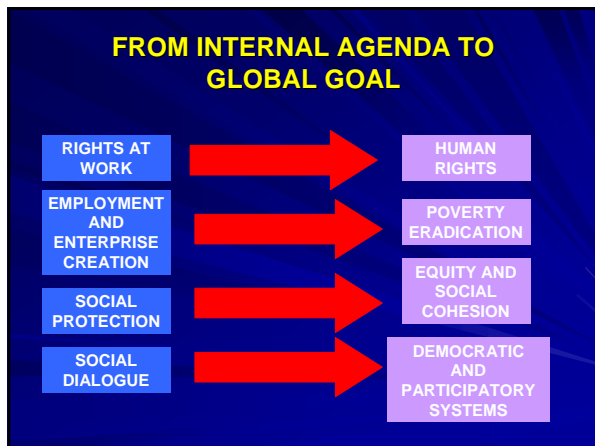 FROM INTERNAL AGENDA TO
GLOBAL GOAL
RIGHTS AT
WORK
HUMAN
RIGHTS
EMPLOYMENT
AND
ENTERPRISE
CREATION
POVERTY
ERADICATION
SOCIAL
PROTECTION
EQUITY AND
SOCIAL
COHESION
SOCIAL
DIALOGUE
DEMOCRATIC
AND
PARTICIPATORY
SYSTEMS